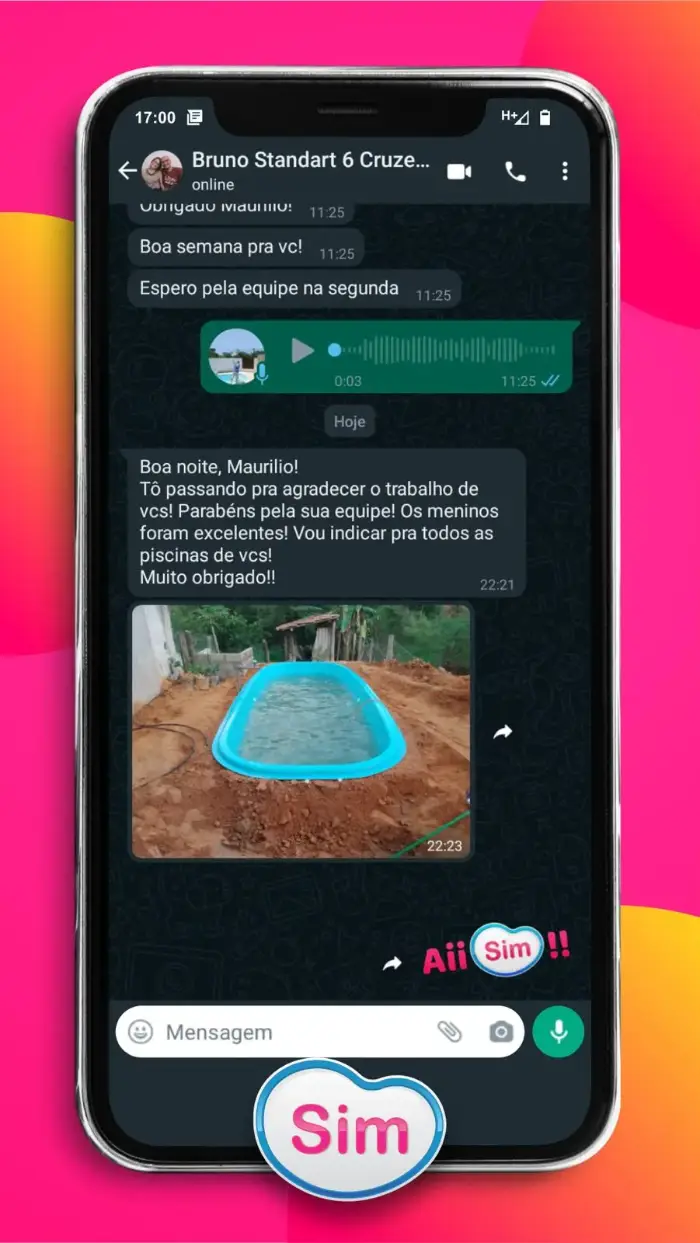 17:00
H+
Bruno Standart 6 Cruze...
online
Obrigado Maurilio! 11:25
Boa semana pra vc! 11:25
Espero pela equipe na segunda 11:25
0:03 11:25
Hoje
Boa noite, Maurilio!
Tô passando pra agradecer o trabalho de
vcs! Parabéns pela sua equipe! Os meninos
foram excelentes! Vou indicar pra todos as
piscinas de vcs!
Muito obrigado!! 22:21
22:23
Aii Sim !!
Mensagem
Sim